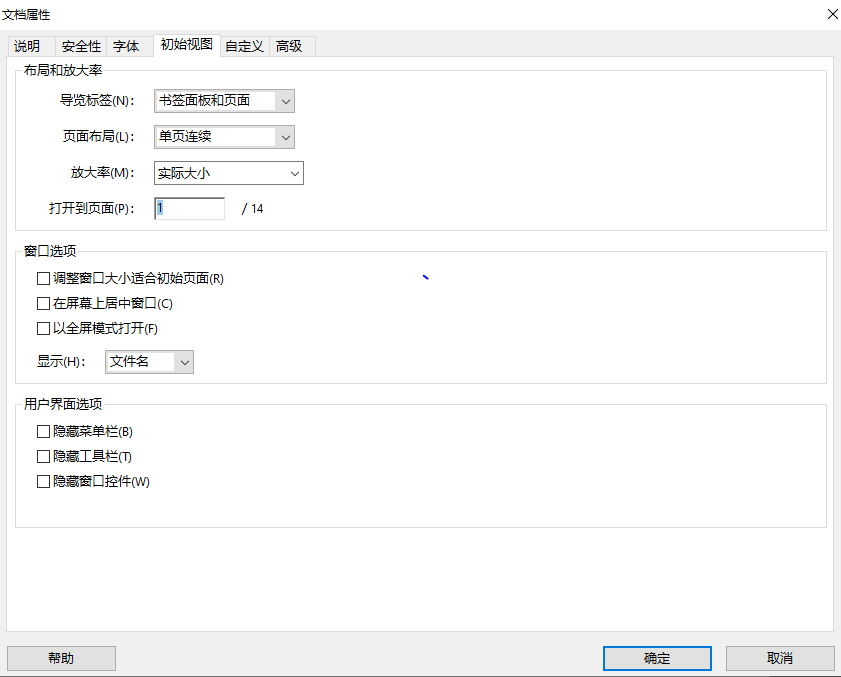 文档属性
说明 安全性 字体 初始视图 自定义 高级
布局和放大率
导览标签(N): 书签面板和页面
页面布局(L): 单页连续
放大率(M): 实际大小
打开到页面(P): 1 / 14
窗口选项
调整窗口大小适合初始页面(R)
在屏幕上居中窗口(C)
以全屏模式打开(F)
显示(H): 文件名
用户界面选项
隐藏菜单栏(B)
隐藏工具栏(T)
隐藏窗口控件(W)
帮助 确定 取消